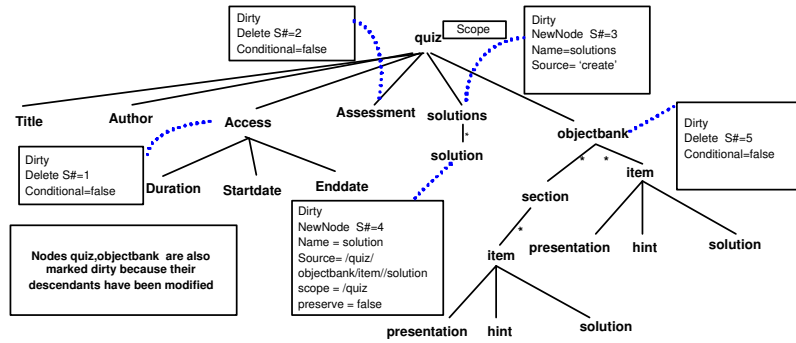 Dirty
Delete S#=2
Conditional=false
quiz
Scope
Dirty
NewNode S#=3
Name=solutions
Source= ‘create’
Title
Author
Access
Assessment
solutions
*
solution
objectbank
Dirty
Delete S#=5
Conditional=false
Dirty
Delete S#=1
Conditional=false
Duration
Startdate
Enddate
* *
section
item
Dirty
NewNode S#=4
Name = solution
Source= /quiz/
objectbank/item//solution
scope = /quiz
preserve = false
Nodes quiz,objectbank are also
marked dirty because their
descendants have been modified
*
item
presentation
hint
solution
presentation
hint
solution